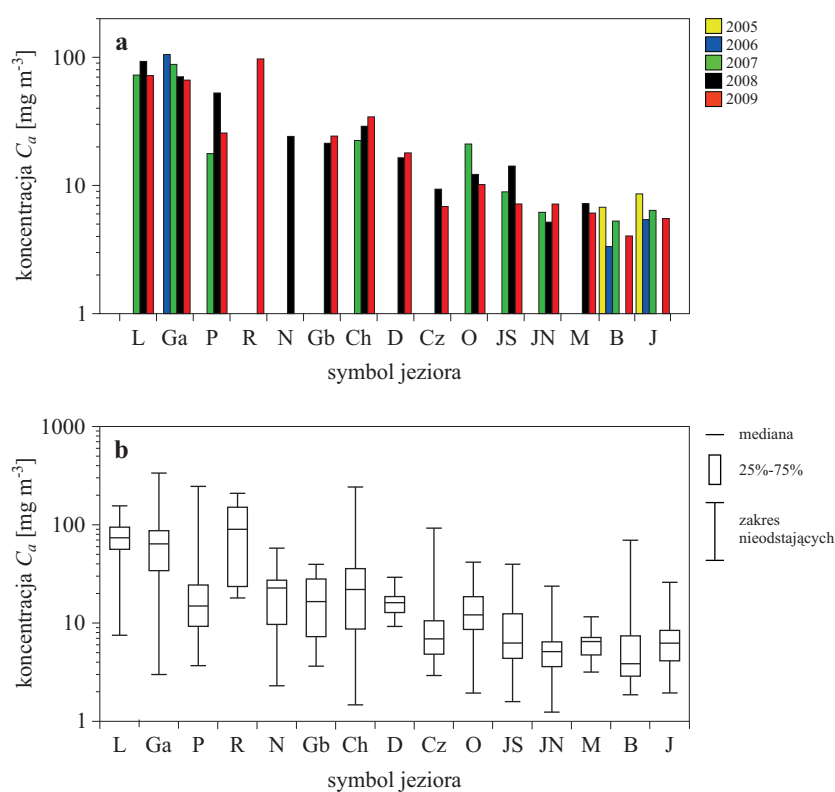 a
koncentracja Ca [mg m-3]
100
10
1
L Ga P R N Gb Ch D Cz O JS JN M B J
symbol jeziora
2005
2006
2007
2008
2009
b
koncentracja Ca [mg m-3]
1000
100
10
1
L Ga P R N Gb Ch D Cz O JS JN M B J
symbol jeziora
mediana
25%-75%
zakres
nieodstających